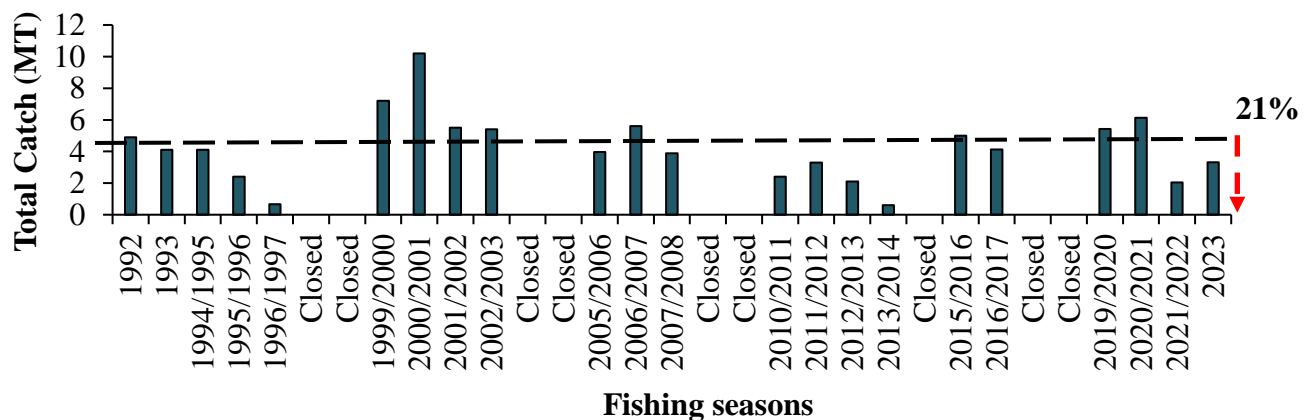 Total Catch (MT)
12
10
8
6
4
2
0
21%
1992
1993
1994/1995
1995/1996
1996/1997
Closed
Closed
1999/2000
2000/2001
2001/2002
2002/2003
Closed
Closed
2005/2006
2006/2007
2007/2008
Closed
Closed
2010/2011
2011/2012
2012/2013
2013/2014
Closed
2015/2016
2016/2017
Closed
Closed
2019/2020
2020/2021
2021/2022
2023
Fishing seasons